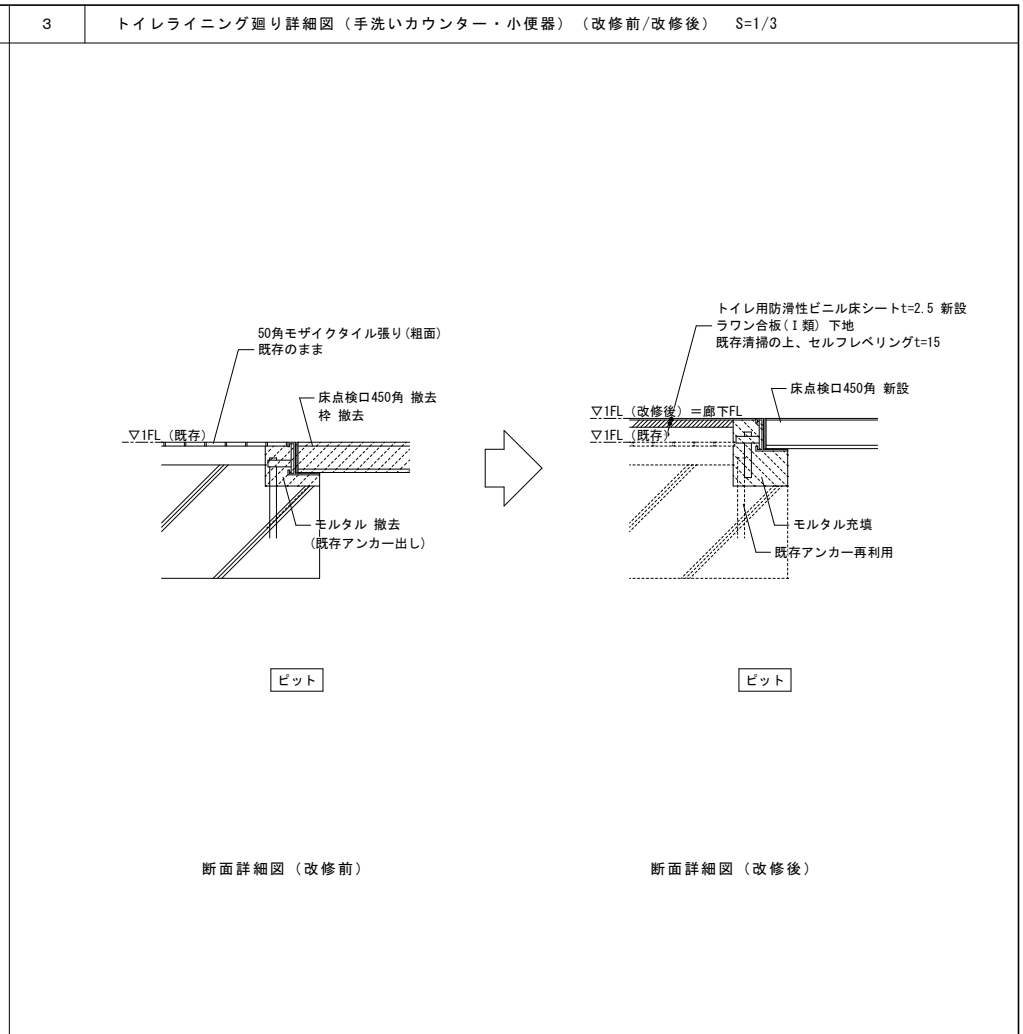 3
トイレライニング廻り詳細図（手洗いカウンター・小便器）（改修前/改修後） S=1/3
50角モザイクタイル張り(粗面)
既存のまま
床点検口450角 撤去
枠 撤去
▽1FL (既存)
モルタル 撤去
(既存アンカー出し)
ピット
断面詳細図（改修前）
トイレ用防滑性ビニル床シートt=2.5 新設
ラワン合板(Ⅰ類) 下地
既存清掃の上、セルフレベリングt=15
床点検口450角 新設
▽1FL (改修後) ＝廊下FL
▽1FL (既存)
モルタル充填
既存アンカー再利用
ピット
断面詳細図（改修後）